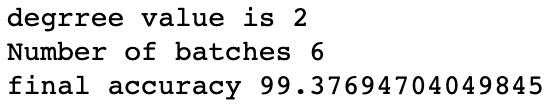 degrree value is 2
Number of batches 6
final accuracy 99.37694704049845